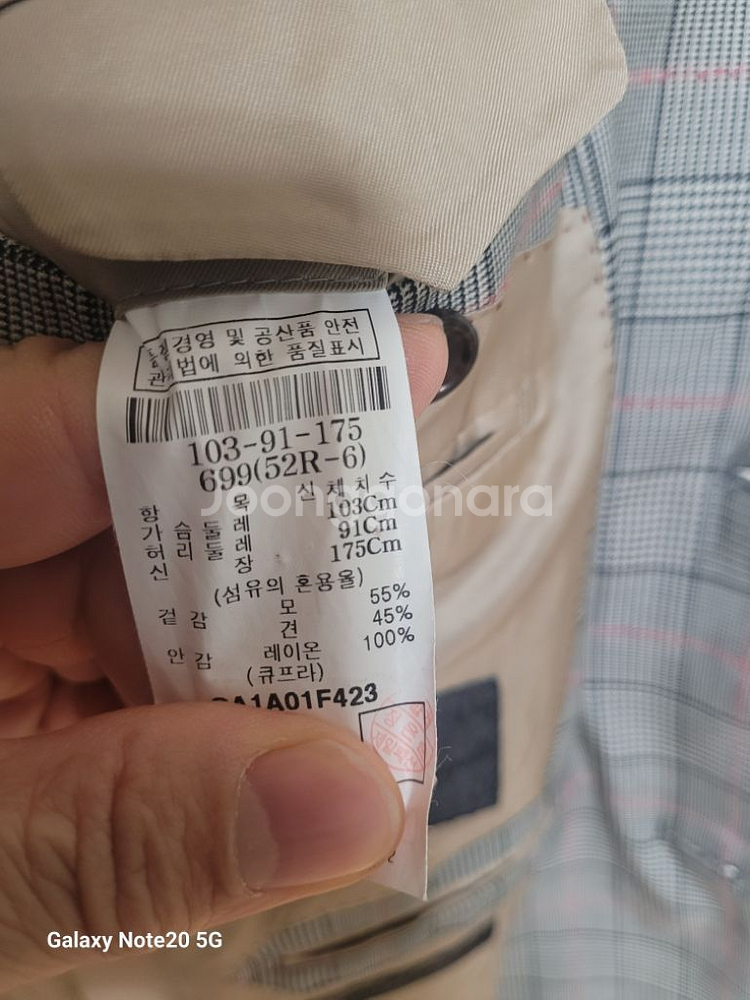 경영 및 공산품 안전
법에 의한 품질표시
103-91-175
699(52R-6)
목 신체치수
항 가슴둘레 103Cm
허리둘레 91Cm
신장 175Cm
(섬유의 혼용율)
겉감 모 55%
견 45%
안감 레이온 100%
(큐프라)
A1A01F423
Joonggonara
Galaxy Note20 5G